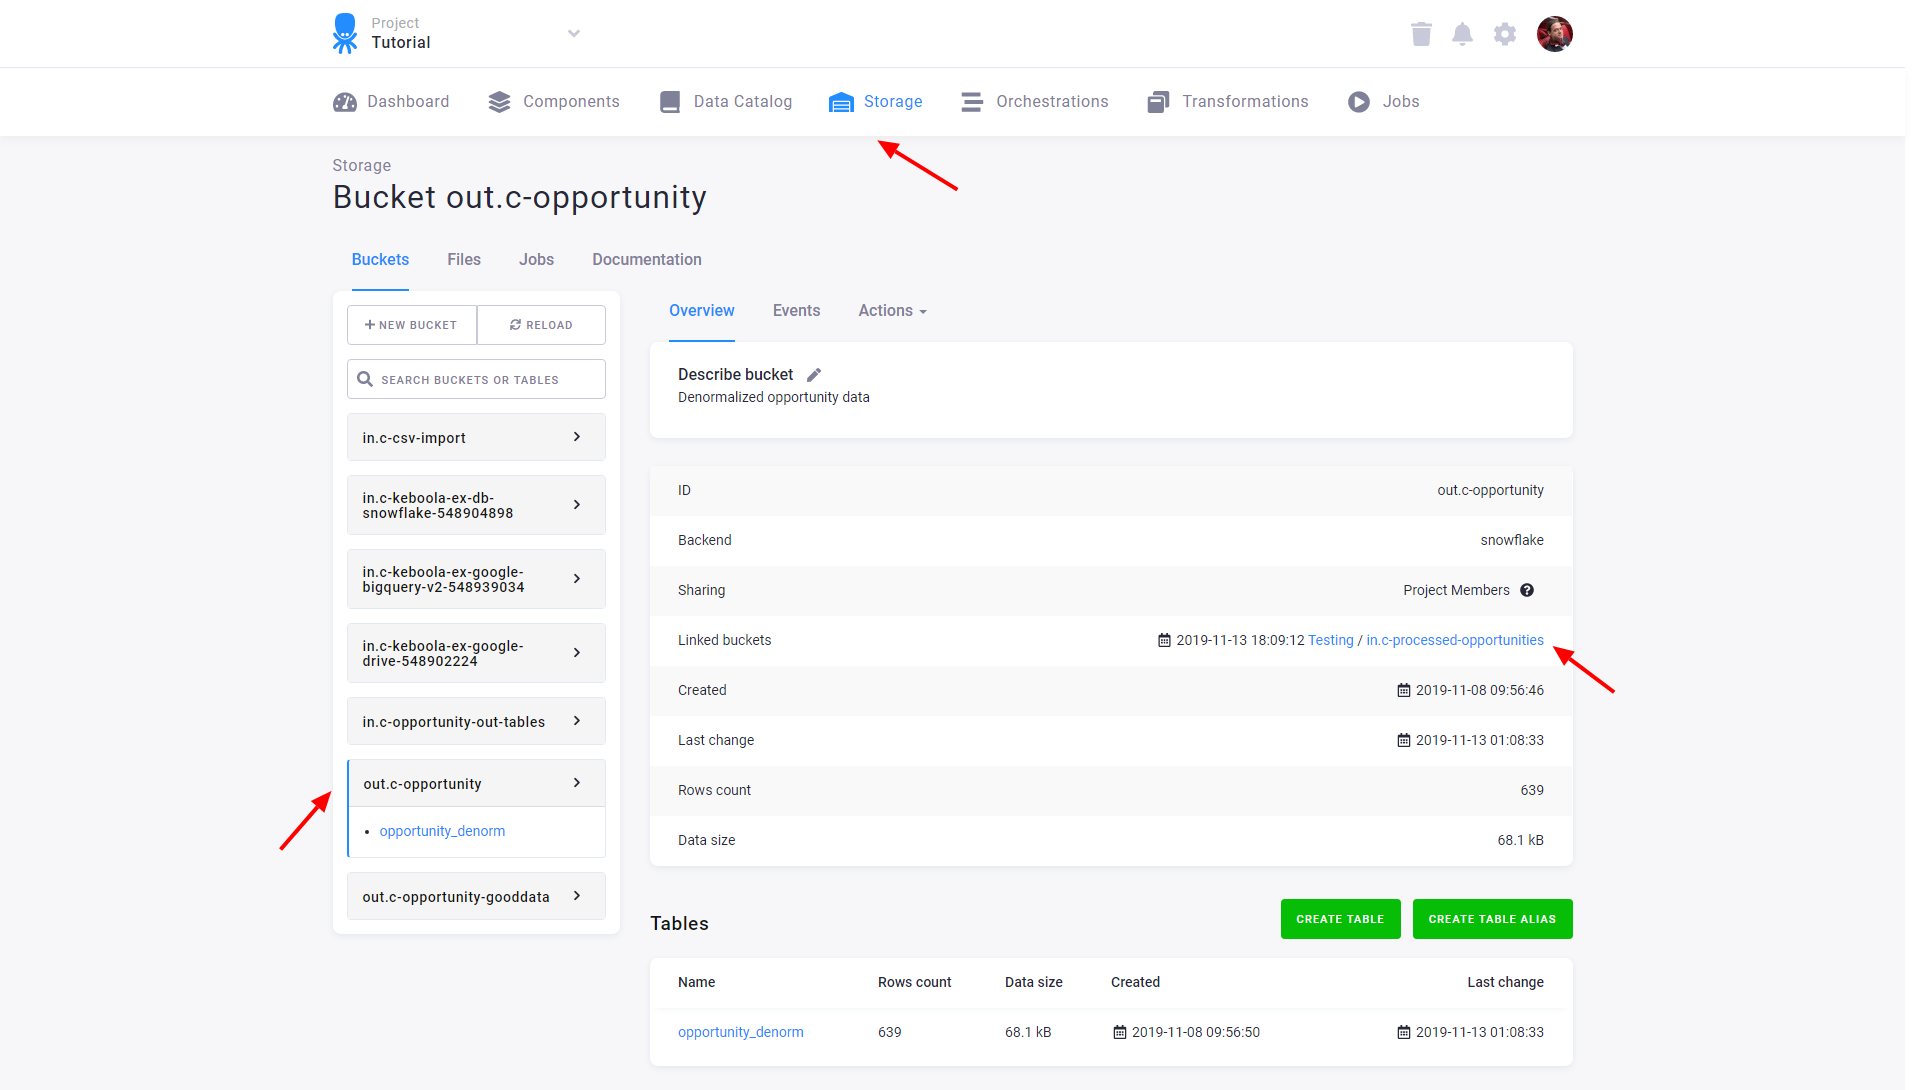 Project
Tutorial
Dashboard
Components
Data Catalog
Storage
Orchestrations
Transformations
Jobs
Storage
Bucket out.c-opportunity
Buckets
Files
Jobs
Documentation
NEW BUCKET
RELOAD
SEARCH BUCKETS OR TABLES
in.c-csv-import
in.c-keboola-ex-db-
snowflake-548904898
in.c-keboola-ex-google-
bigquery-v2-548939034
in.c-keboola-ex-google-
drive-548902224
in.c-opportunity-out-tables
out.c-opportunity
opportunity_denorm
out.c-opportunity-gooddata
Overview
Events
Actions
Describe bucket
Denormalized opportunity data
ID out.c-opportunity
Backend snowflake
Sharing Project Members
Linked buckets 2019-11-13 18:09:12 Testing / in.c-processed-opportunities
Created 2019-11-08 09:56:46
Last change 2019-11-13 01:08:33
Rows count 639
Data size 68.1 kB
Tables
CREATE TABLE
CREATE TABLE ALIAS
Name Rows count Data size Created Last change
opportunity_denorm 639 68.1 kB 2019-11-08 09:56:50 2019-11-13 01:08:33